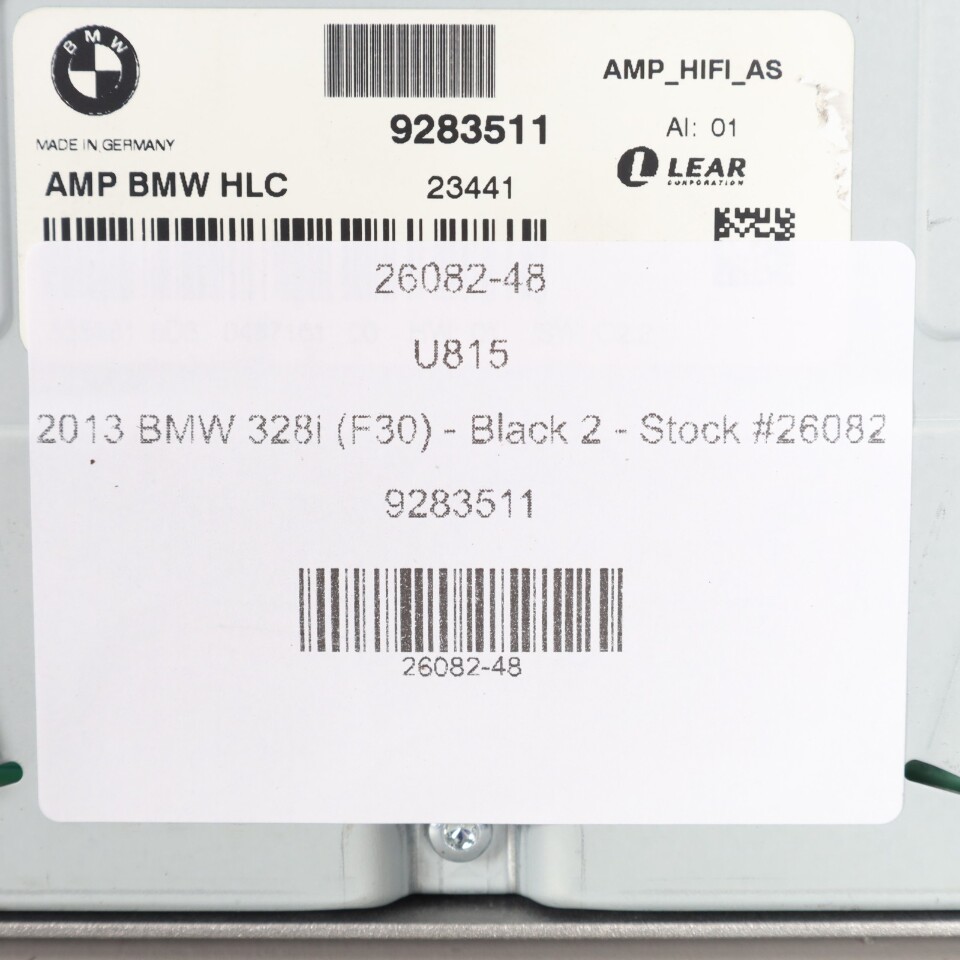 BMW
AMP_HIFI_AS
9283511
AI: 01
MADE IN GERMANY
LEAR
CORPORATION
AMP BMW HLC
23441
26082-48
U815
2013 BMW 328i (F30) - Black 2 - Stock #26082
9283511
26082-48